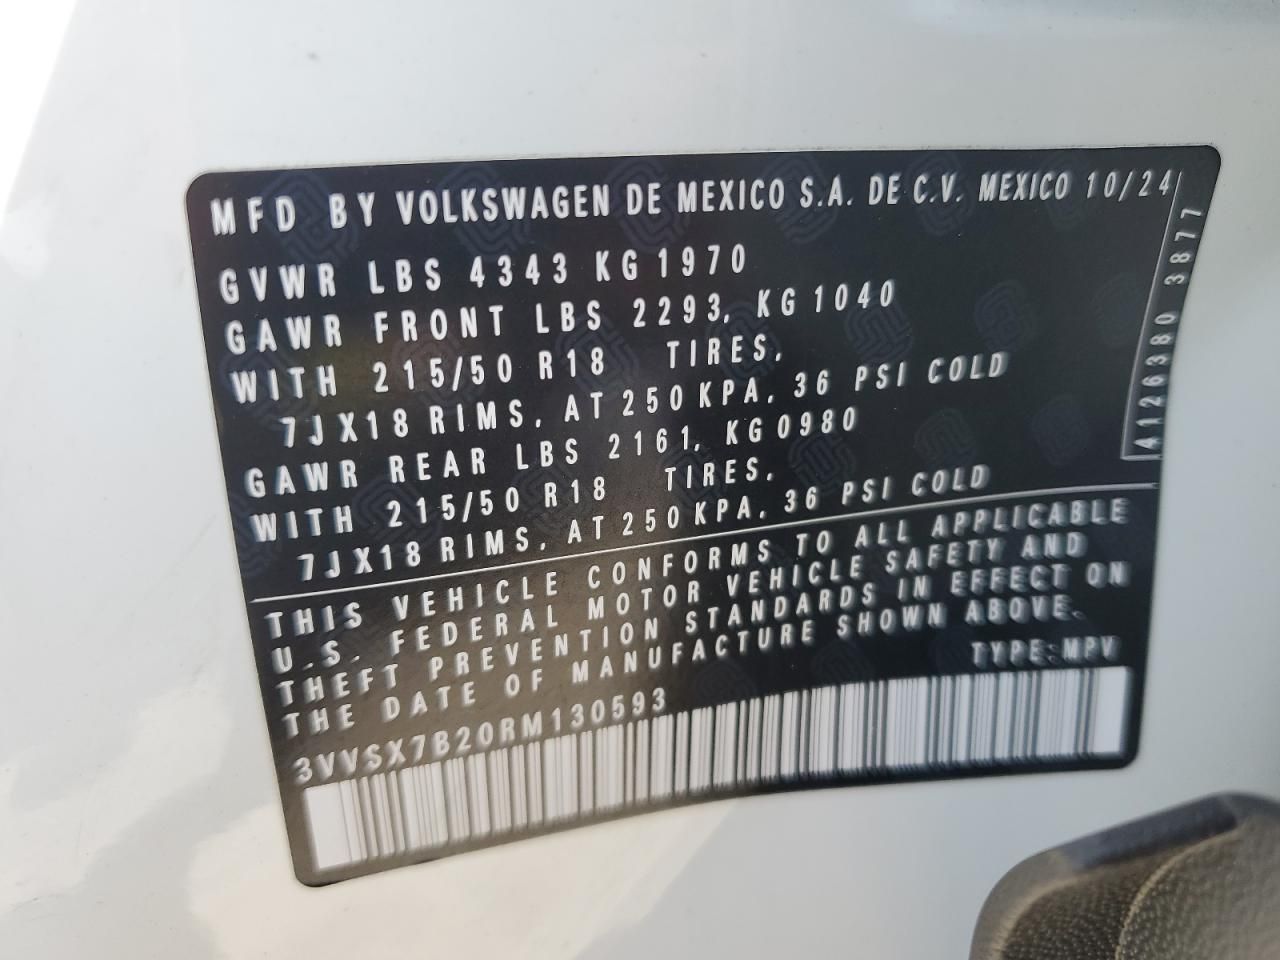 MFD BY VOLKSWAGEN DE MEXICO S.A. DE C.V. MEXICO 10/24
GVWR LBS 4343 KG 1970
GAWR FRONT LBS 2293, KG 1040
WITH 215/50 R18 TIRES,
7JX18 RIMS, AT 250 KPA, 36 PSI COLD
GAWR REAR LBS 2161, KG0980
WITH 215/50 R18 TIRES,
7JX18 RIMS, AT 250 KPA, 36 PSI COLD
THIS VEHICLE CONFORMS TO ALL APPLICABLE
U.S. FEDERAL MOTOR VEHICLE SAFETY AND
THEFT PREVENTION STANDARDS IN EFFECT ON
THE DATE OF MANUFACTURE SHOWN ABOVE.
TYPE:MPV
3VVSX7B20RM130593
4126380 3877